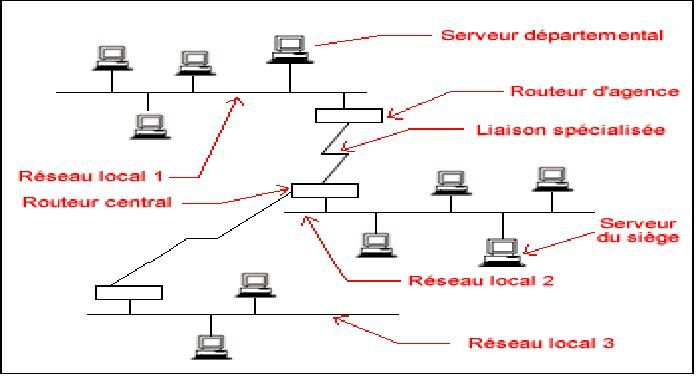 Serveur départemental
Routeur d'agence
Liaison spécialisée
Réseau local 1
Routeur central
Serveur
du siège
Réseau local 2
Réseau local 3